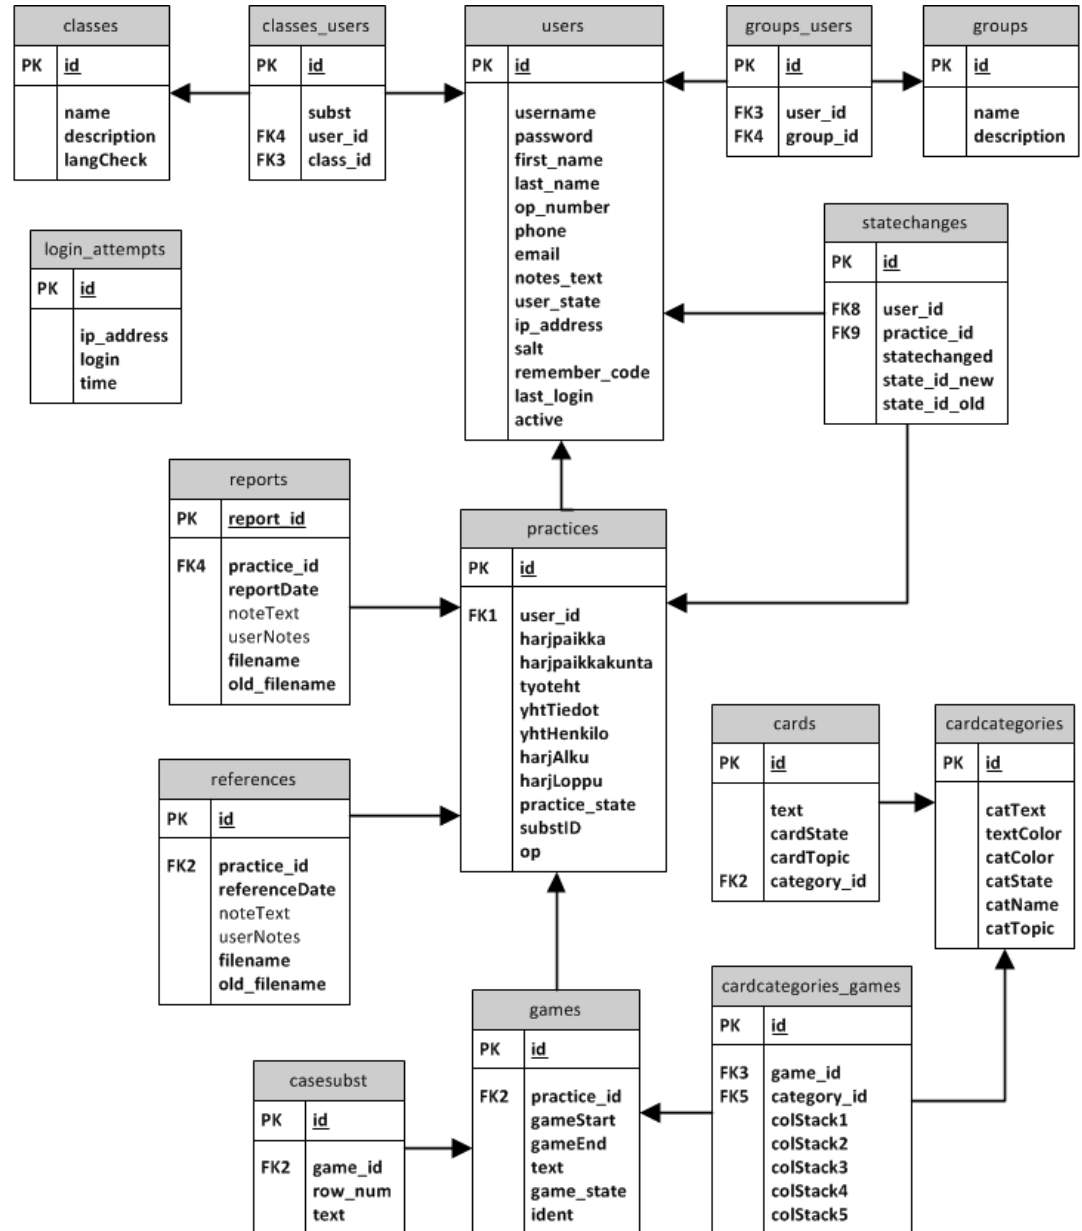 classes
PK id
name
description
langCheck
classes_users
PK id
subst
FK4 user_id
FK3 class_id
users
PK id
username
password
first_name
last_name
op_number
phone
email
notes_text
user_state
ip_address
salt
remember_code
last_login
active
groups_users
PK id
FK3 user_id
FK4 group_id
groups
PK id
name
description
login_attempts
PK id
ip_address
login
time
statechanges
PK id
FK8 user_id
FK9 practice_id
statechanged
state_id_new
state_id_old
reports
PK report_id
FK4 practice_id
reportDate
noteText
userNotes
filename
old_filename
practices
PK id
FK1 user_id
harjpaikka
harjpaikkakunta
tyoteht
yhtTiedot
yhtHenkilo
harjAlku
harjLoppu
practice_state
substID
op
references
PK id
FK2 practice_id
referenceDate
noteText
userNotes
filename
old_filename
cards
PK id
text
cardState
cardTopic
FK2 category_id
cardcategories
PK id
catText
textColor
catColor
catState
catName
catTopic
games
PK id
FK2 practice_id
gameStart
gameEnd
text
game_state
ident
cardcategories_games
PK id
FK3 game_id
FK5 category_id
colStack1
colStack2
colStack3
colStack4
colStack5
casesubst
PK id
FK2 game_id
row_num
text